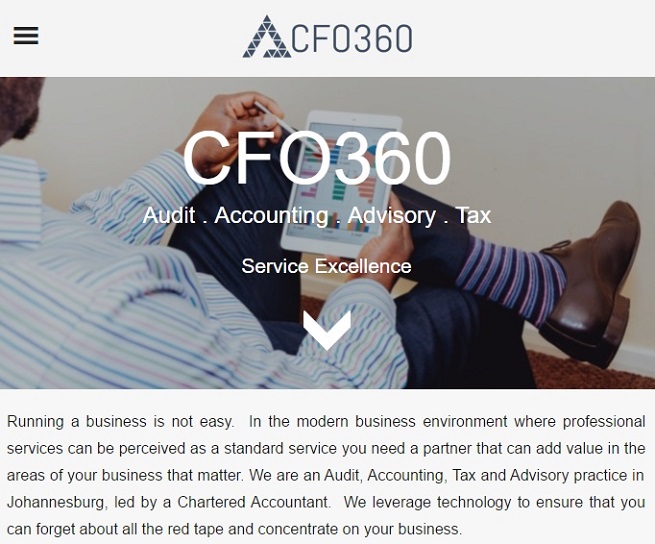 CFO360
CFO360
Audit . Accounting . Advisory . Tax
Service Excellence
Running a business is not easy.  In the modern business environment where professional
services can be perceived as a standard service you need a partner that can add value in the
areas of your business that matter. We are an Audit, Accounting, Tax and Advisory practice in
Johannesburg, led by a Chartered Accountant.  We leverage technology to ensure that you
can forget about all the red tape and concentrate on your business.